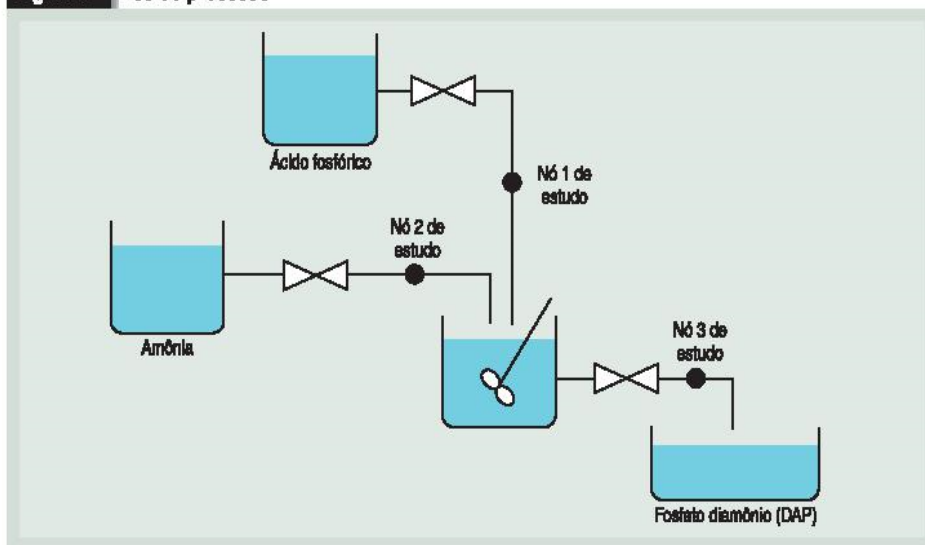 Ácido fosfórico
Nó 1 de
estudo
Nó 2 de
estudo
Amônia
Nó 3 de
estudo
Fosfato diamônio (DAP)